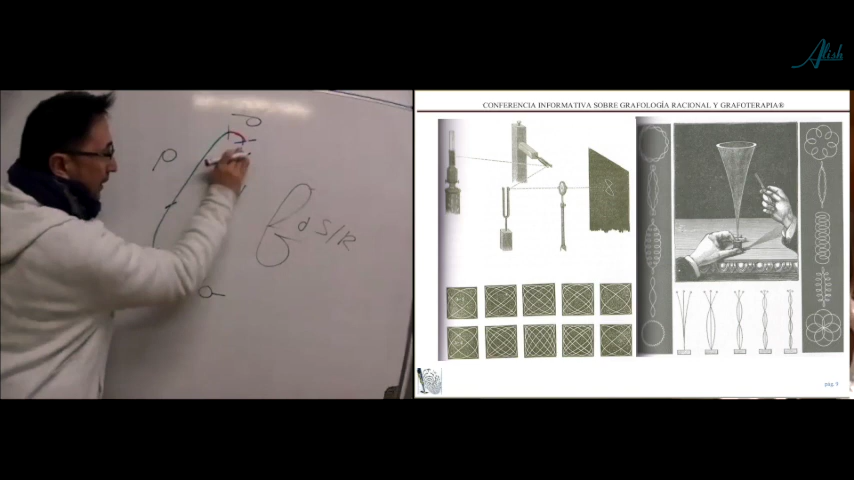 Alish
CONFERENCIA INFORMATIVA SOBRE GRAFOLOGÍA RACIONAL Y GRAFOTERAPIA®
d S/R
pág. 9